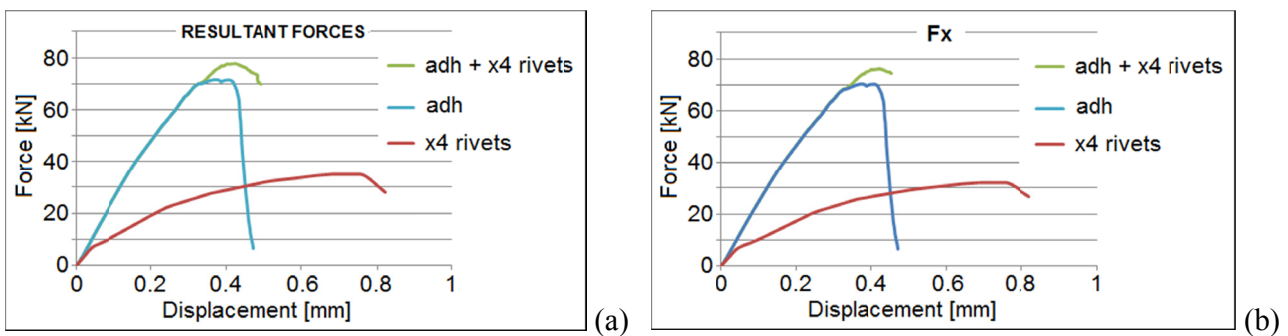 RESULTANT FORCES
80
60
40
20
0
Force [kN]
0 0.2 0.4 0.6 0.8 1
Displacement [mm]
adh + x4 rivets
adh
x4 rivets
(a)
Fx
80
60
40
20
0
Force [kN]
0 0.2 0.4 0.6 0.8 1
Displacement [mm]
adh + x4 rivets
adh
x4 rivets
(b)